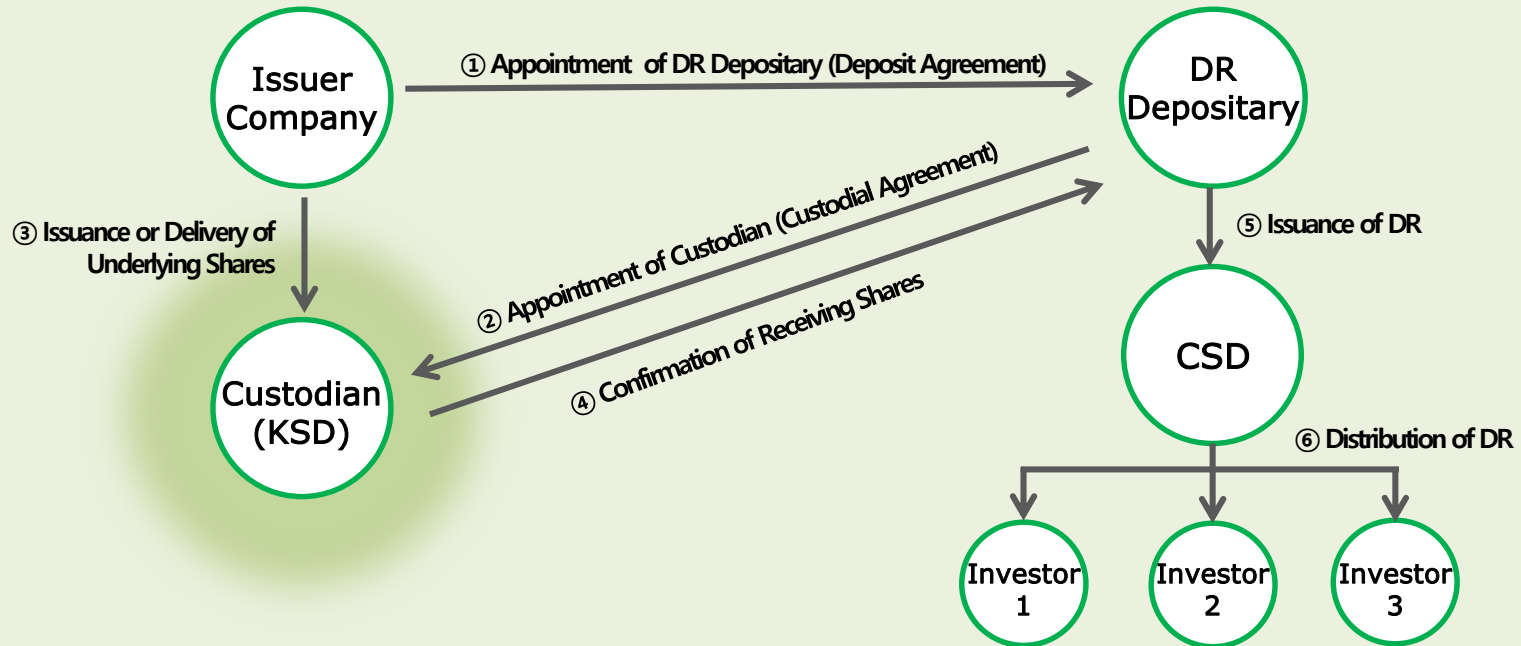 Issuer
Company
① Appointment of DR Depositary (Deposit Agreement)
DR
Depositary
③ Issuance or Delivery of
Underlying Shares
② Appointment of Custodian (Custodial Agreement)
④ Confirmation of Receiving Shares
⑤ Issuance of DR
Custodian
(KSD)
CSD
⑥ Distribution of DR
Investor
1
Investor
2
Investor
3